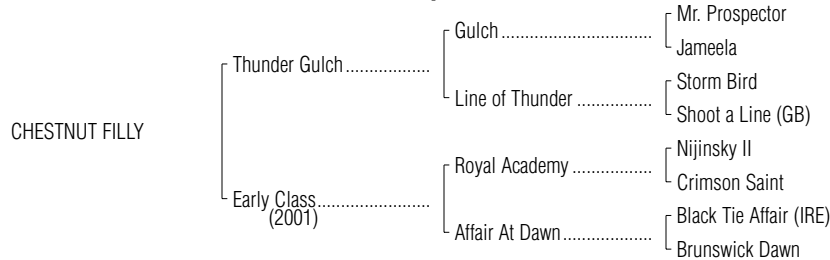 Mr. Prospector
Gulch................................
Jameela
Thunder Gulch..................
Storm Bird
Line of Thunder ................
Shoot a Line (GB)
CHESTNUT FILLY
Nijinsky II
Royal Academy .................
Crimson Saint
Early Class........................
(2001)
Black Tie Affair (IRE)
Affair At Dawn...................
Brunswick Dawn